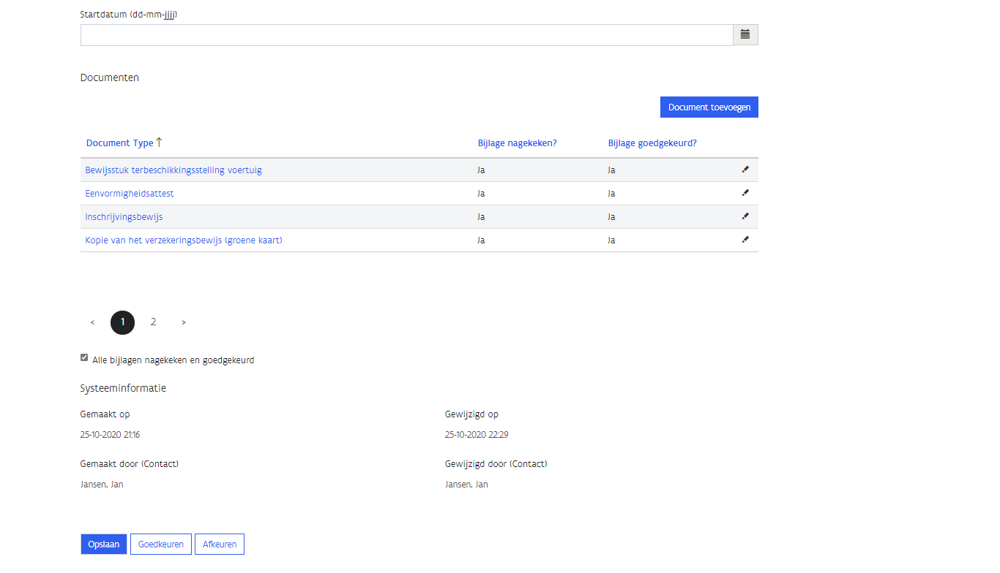 Startdatum (dd-mm-jjjj)
Documenten
Document toevoegen
Document Type ↑ Bijlage nagekeken? Bijlage goedgekeurd?
Bewijsstuk terbeschikkingsstelling voertuig Ja Ja
Eenvormigheidsattest Ja Ja
Inschrijvingsbewijs Ja Ja
Kopie van het verzekeringsbewijs (groene kaart) Ja Ja
< 1 2 >
Alle bijlagen nagekeken en goedgekeurd
Systeeminformatie
Gemaakt op Gewijzigd op
25-10-2020 21:16 25-10-2020 22:29
Gemaakt door (Contact) Gewijzigd door (Contact)
Jansen, Jan Jansen, Jan
Opslaan Goedkeuren Afkeuren